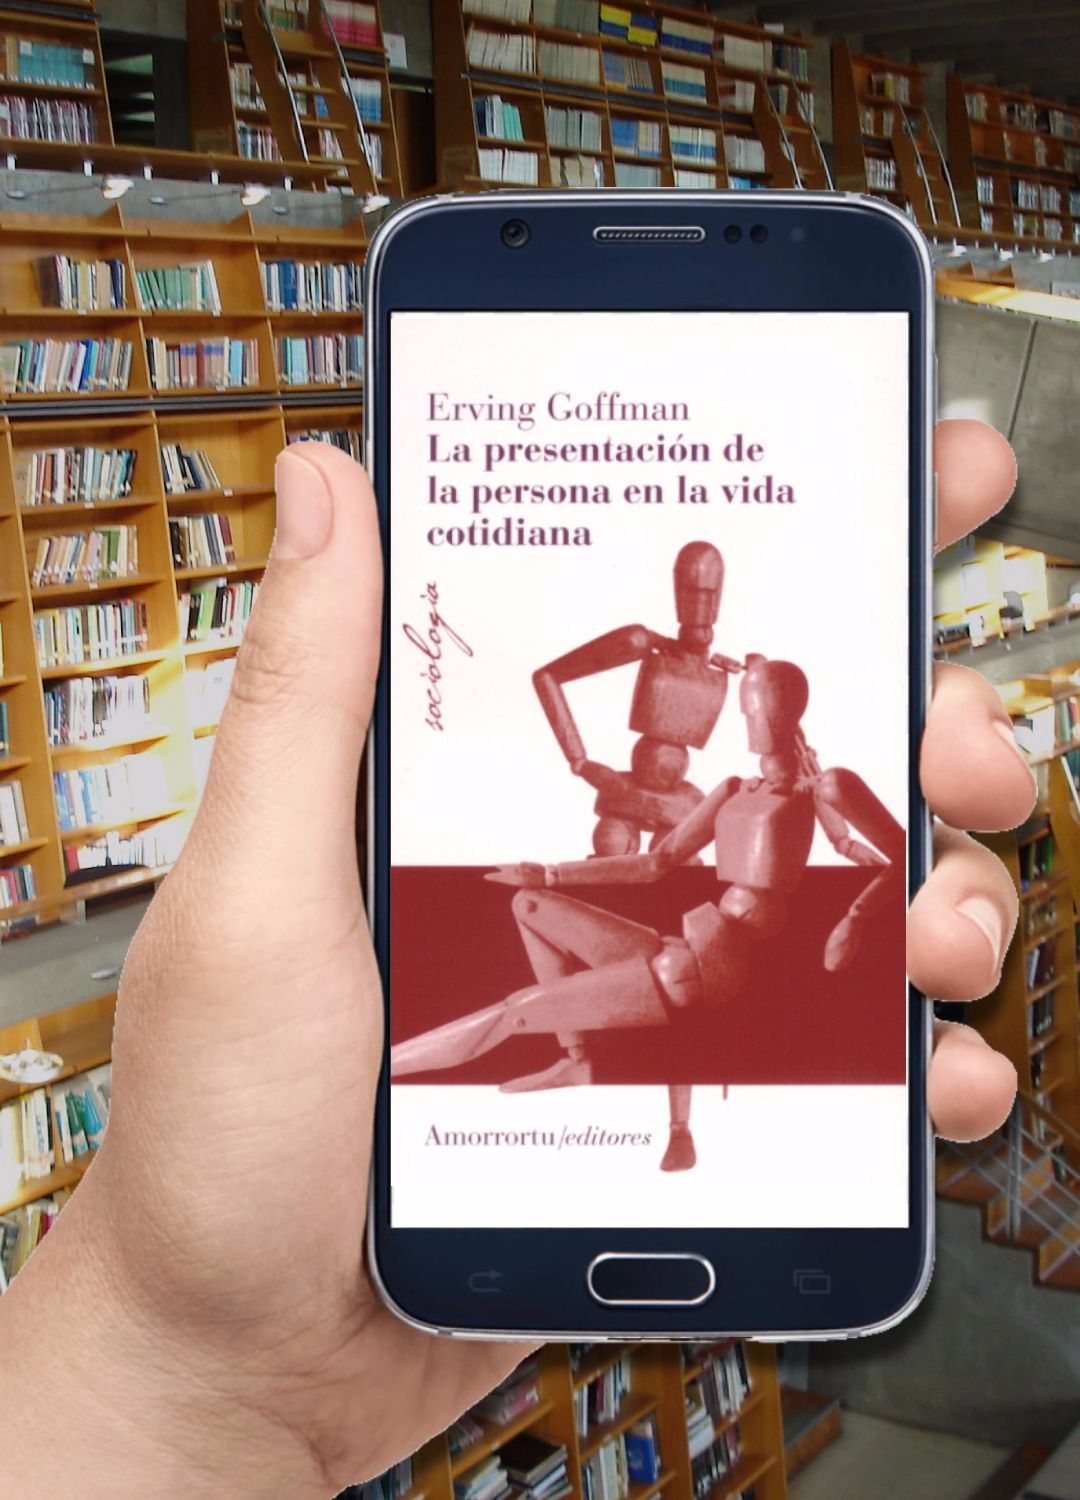 Erving Goffman
La presentación de
la persona en la vida
cotidiana
sociología
Amorrortu/editores